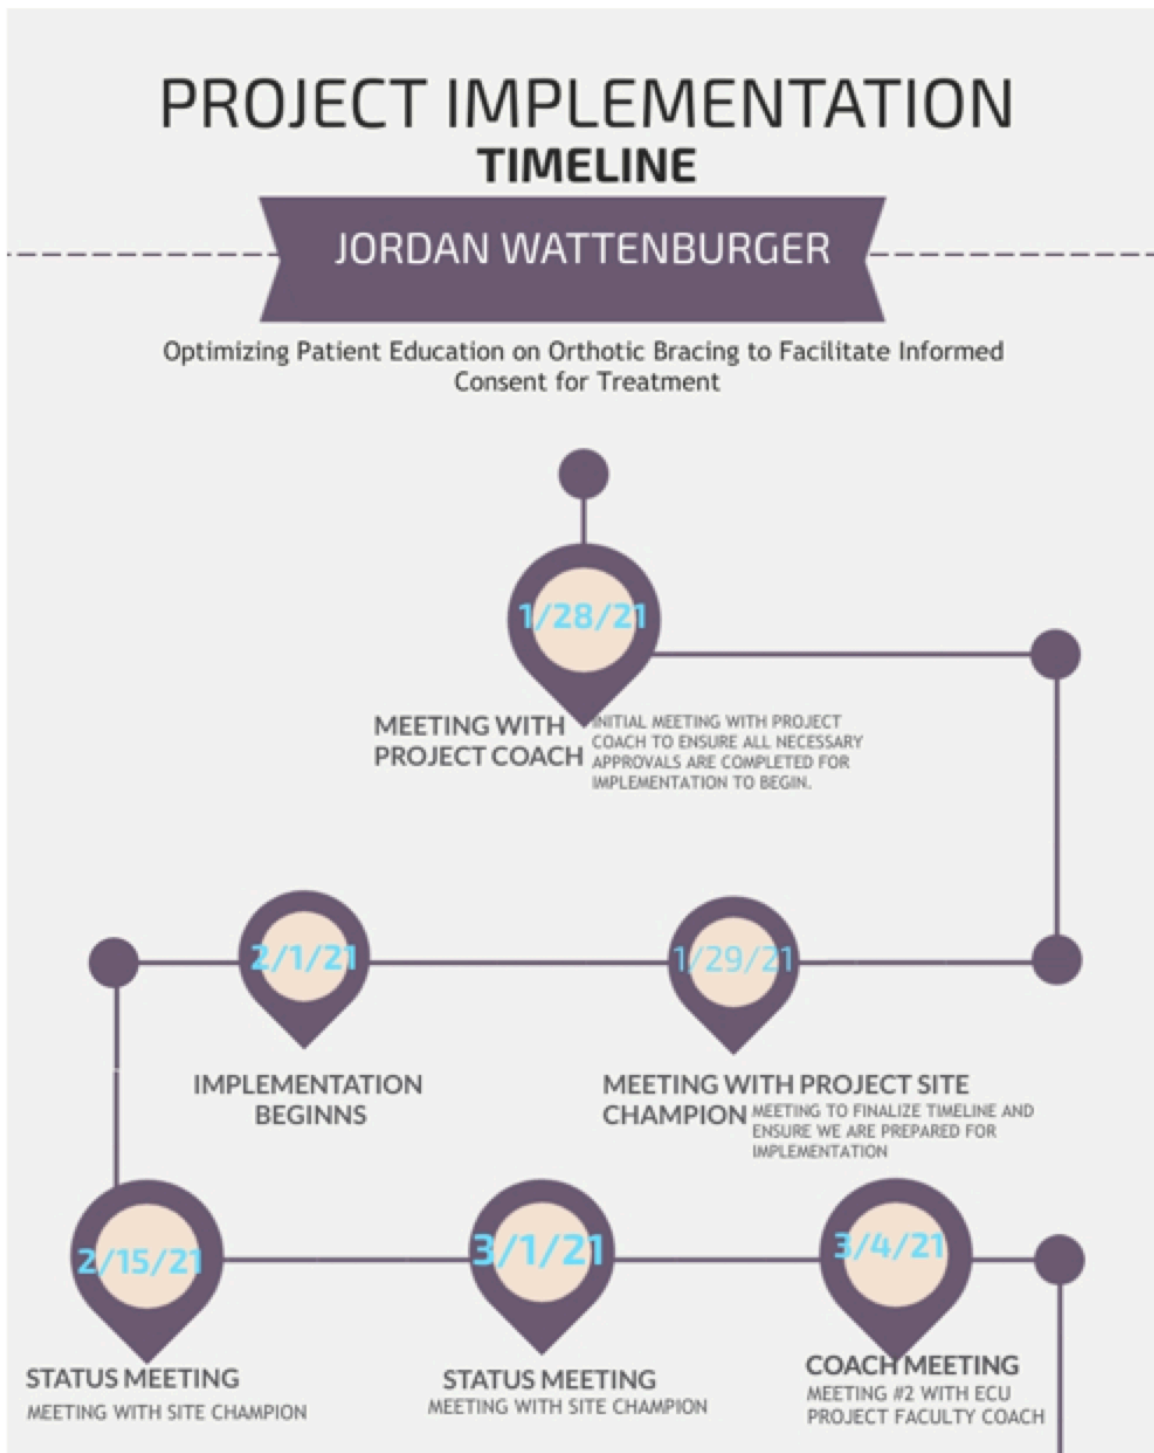 PROJECT IMPLEMENTATION
TIMELINE
JORDAN WATTENBURGER
Optimizing Patient Education on Orthotic Bracing to Facilitate Informed
Consent for Treatment
1/28/21
MEETING WITH
PROJECT COACH
INITIAL MEETING WITH PROJECT
COACH TO ENSURE ALL NECESSARY
APPROVALS ARE COMPLETED FOR
IMPLEMENTATION TO BEGIN.
2/1/21
IMPLEMENTATION
BEGINNS
1/29/21
MEETING WITH PROJECT SITE
CHAMPION
MEETING TO FINALIZE TIMELINE AND
ENSURE WE ARE PREPARED FOR
IMPLEMENTATION
2/15/21
STATUS MEETING
MEETING WITH SITE CHAMPION
3/1/21
STATUS MEETING
MEETING WITH SITE CHAMPION
3/4/21
COACH MEETING
MEETING #2 WITH ECU
PROJECT FACULTY COACH